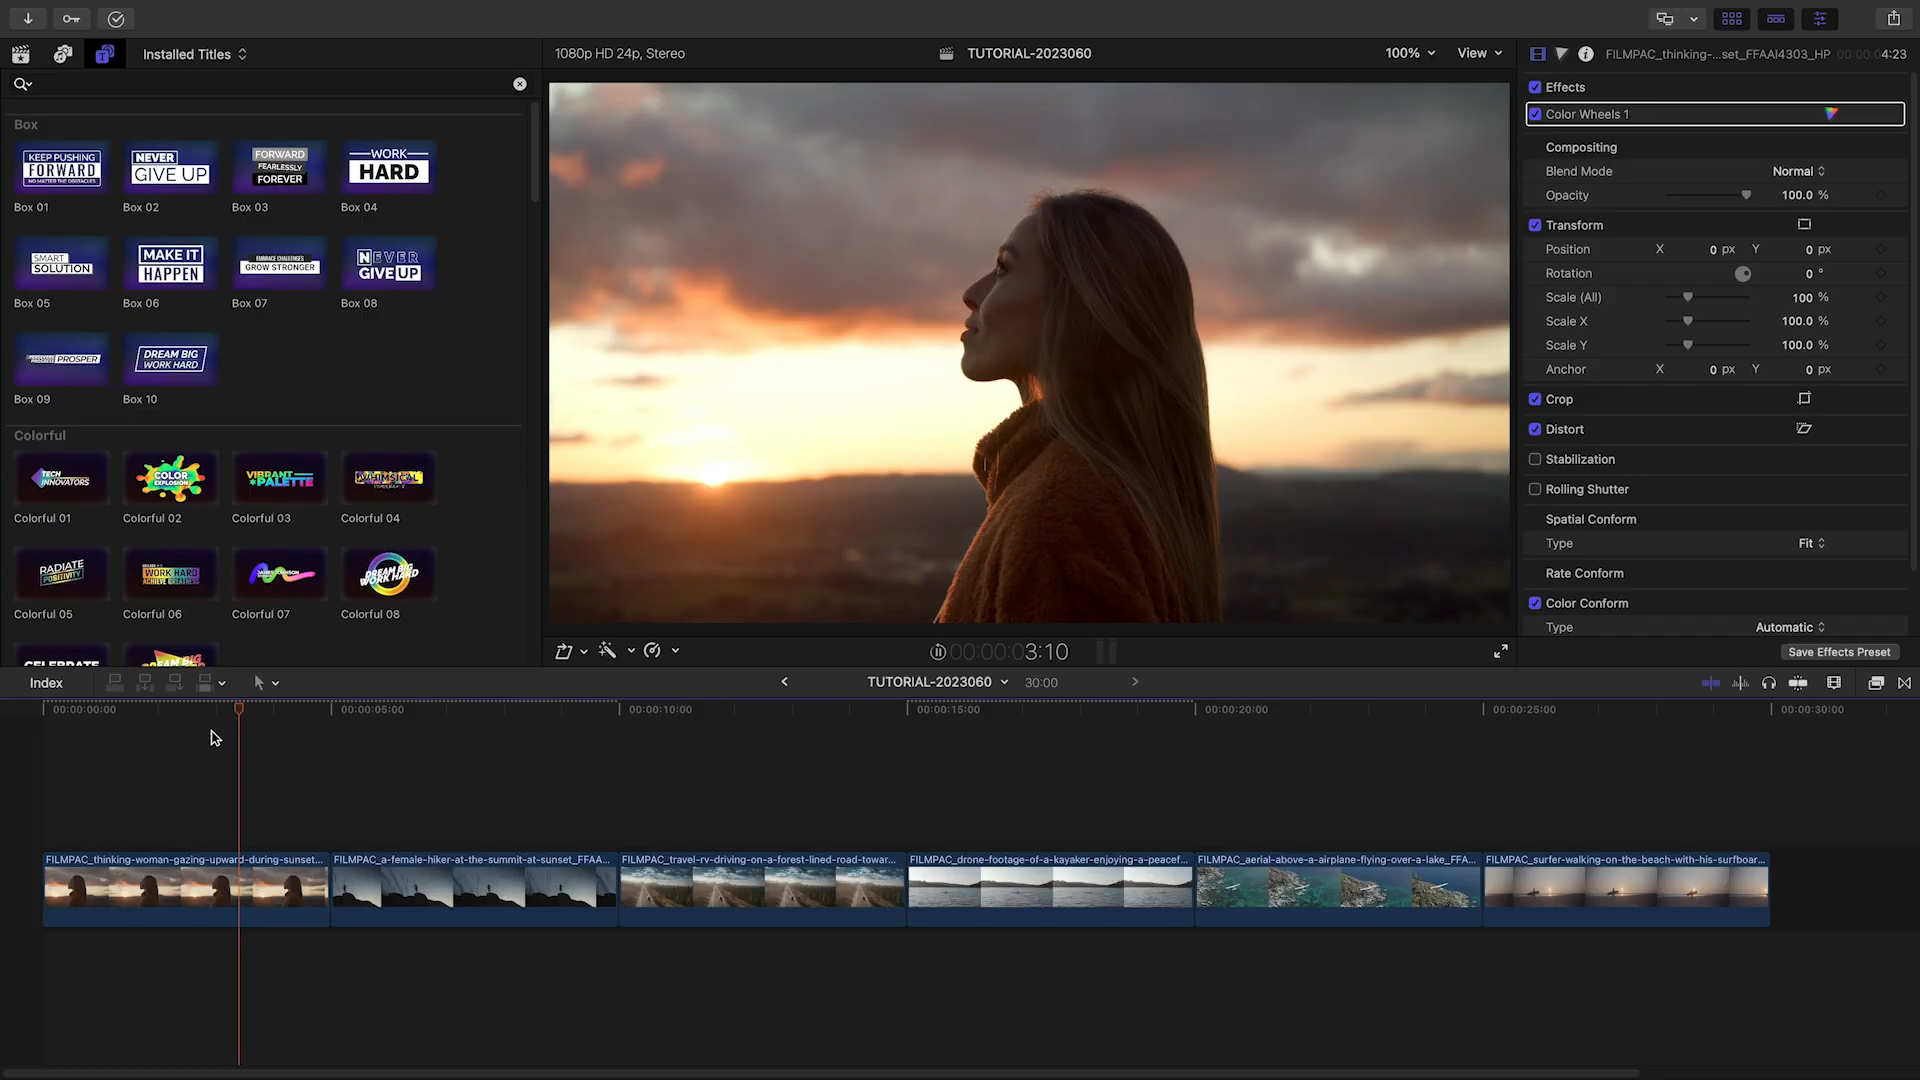 Installed Titles
1080p HD 24p, Stereo
TUTORIAL-2023060
100%
View
FILMPAC_thinking-...set_FFAAI4303_HP
00:00:04:23
Box
KEEP PUSHING
FORWARD
NO MATTER THE OBSTACLES
NEVER
GIVE UP
FORWARD
FEARLESSLY
FOREVER
WORK
HARD
Box 01
Box 02
Box 03
Box 04
SMART
SOLUTION
MAKE IT
HAPPEN
EMBRACE CHALLENGES
GROW STRONGER
NEVER
GIVE UP
Box 05
Box 06
Box 07
Box 08
PROSPER
DREAM BIG
WORK HARD
Box 09
Box 10
Colorful
TECH
INNOVATORS
COLOR
EXPLOSION
VIBRANT
PALETTE
WHIMSICAL
Colorful 01
Colorful 02
Colorful 03
Colorful 04
RADIATE
POSITIVITY
WORK HARD
ACHIEVE GREATNESS
JAMES JOHNSON
DREAM BIG
WORK HARD
Colorful 05
Colorful 06
Colorful 07
Colorful 08
CELEBRATE
DREAM BIG
Effects
Color Wheels 1
Compositing
Blend Mode
Normal
Opacity
100.0 %
Transform
Position X 0 px Y 0 px
Rotation 0 °
Scale (All) 100 %
Scale X 100.0 %
Scale Y 100.0 %
Anchor X 0 px Y 0 px
Crop
Distort
Stabilization
Rolling Shutter
Spatial Conform
Type Fit
Rate Conform
Color Conform
Type Automatic
Save Effects Preset
00:00:03:10
Index
TUTORIAL-2023060
30:00
00:00:00:00
00:00:05:00
00:00:10:00
00:00:15:00
00:00:20:00
00:00:25:00
00:00:30:00
FILMPAC_thinking-woman-gazing-upward-during-sunset...
FILMPAC_a-female-hiker-at-the-summit-at-sunset_FFAA...
FILMPAC_travel-rv-driving-on-a-forest-lined-road-towar...
FILMPAC_drone-footage-of-a-kayaker-enjoying-a-peacef...
FILMPAC_aerial-above-a-airplane-flying-over-a-lake_FFA...
FILMPAC_surfer-walking-on-the-beach-with-his-surfboar...